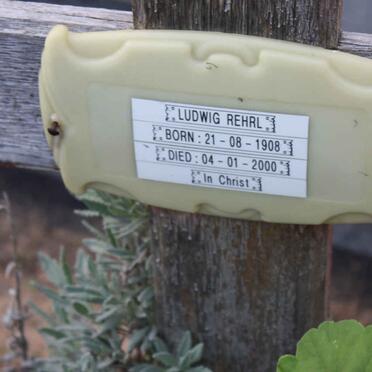 LUDWIG REHRL
BORN : 21 - 08 - 1908
DIED : 04 - 01 - 2000
In Christ